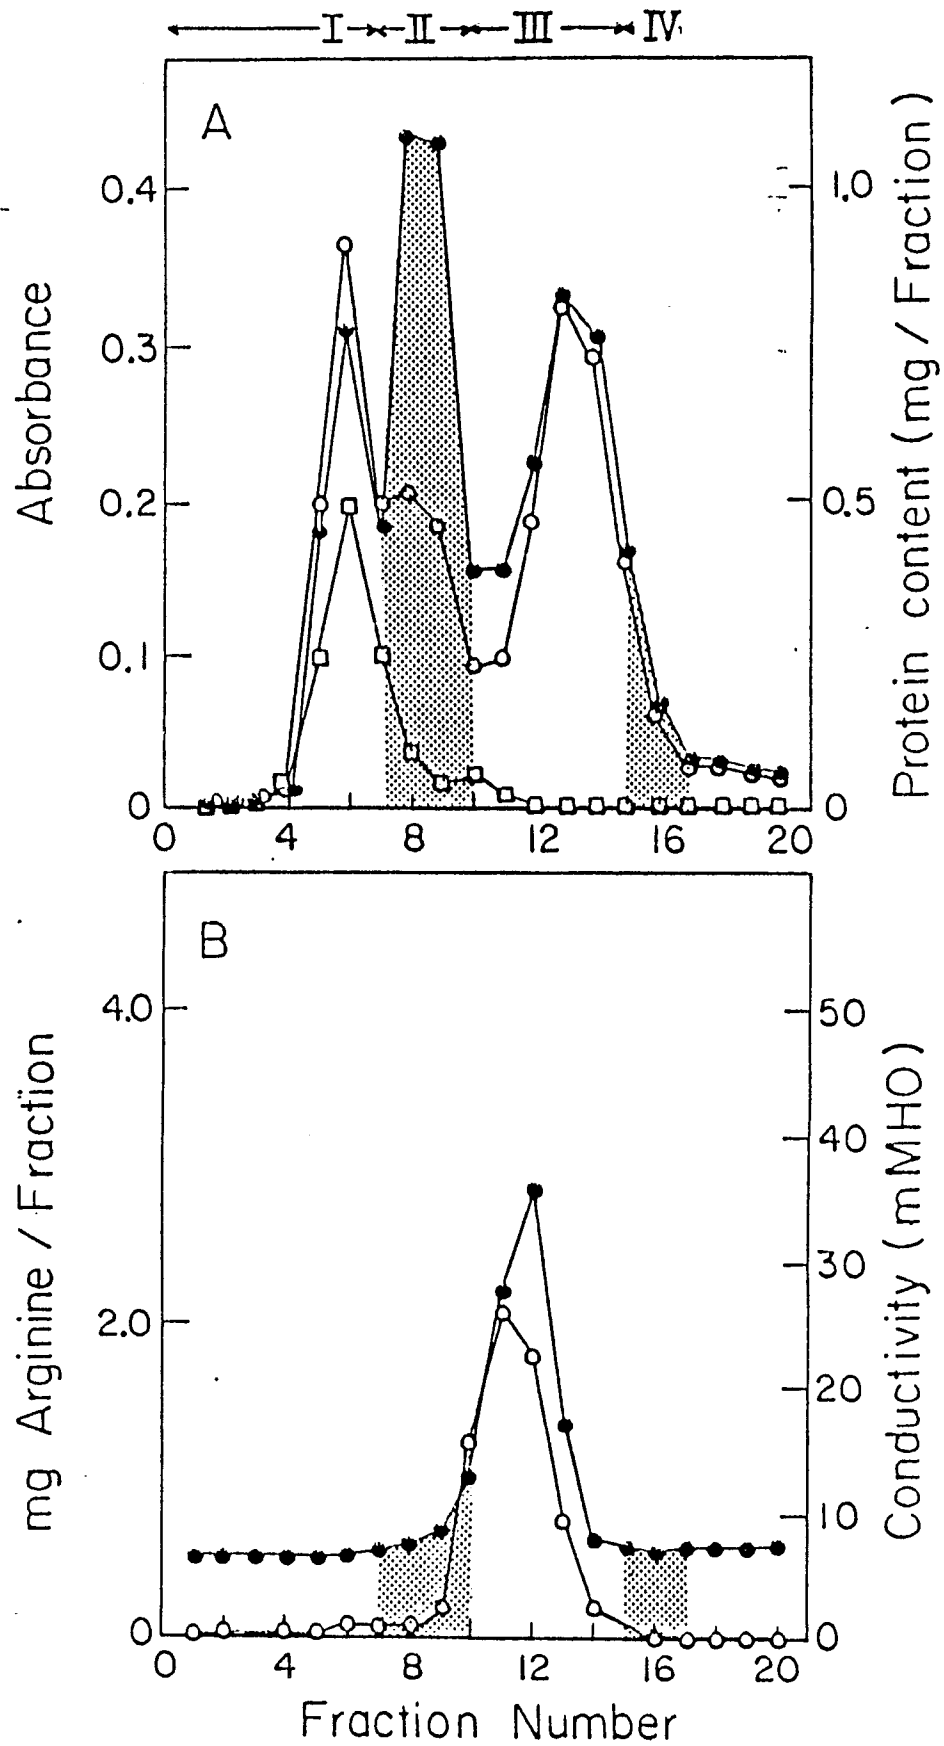 I II III IV
A
Absorbance
0.4
0.3
0.2
0.1
0
1.0
0.5
0
Protein content (mg / Fraction)
0 4 8 12 16 20
B
mg Arginine / Fraction
4.0
2.0
0
50
40
30
20
10
0
Conductivity (mMHO)
0 4 8 12 16 20
Fraction Number